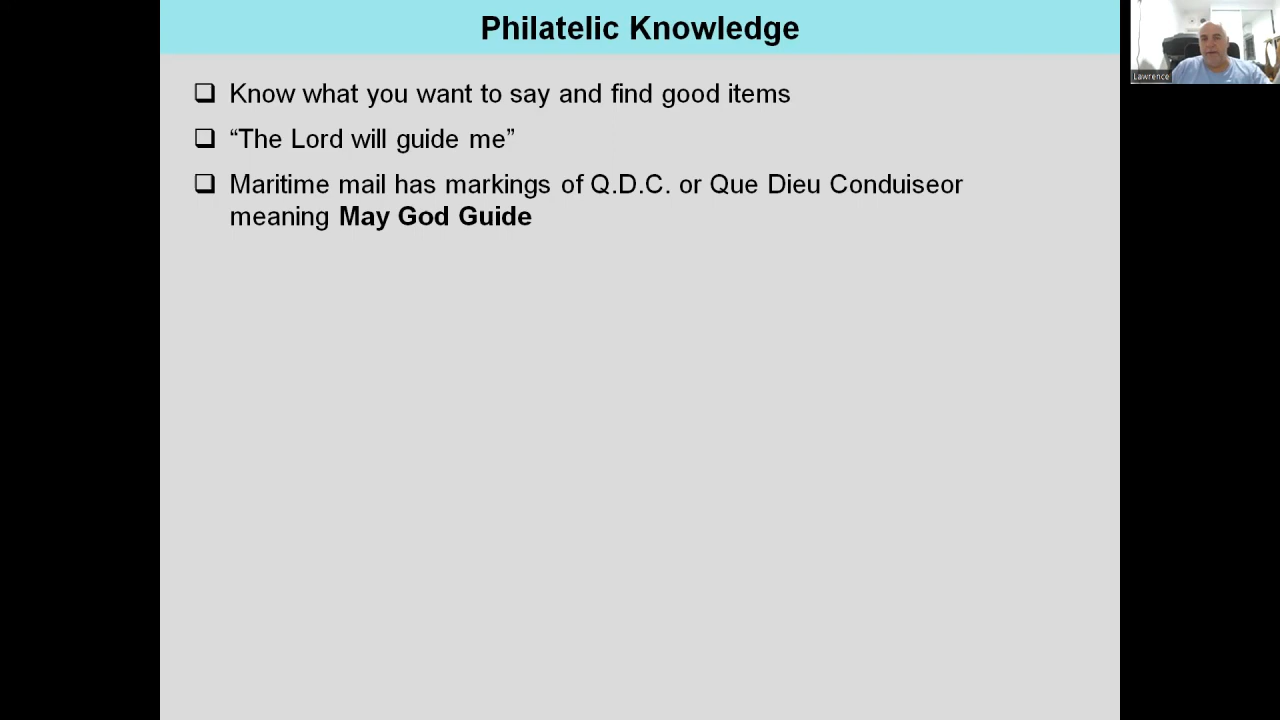 Philatelic Knowledge
Know what you want to say and find good items
“The Lord will guide me”
Maritime mail has markings of Q.D.C. or Que Dieu Conduiseor
meaning May God Guide
Lawrence